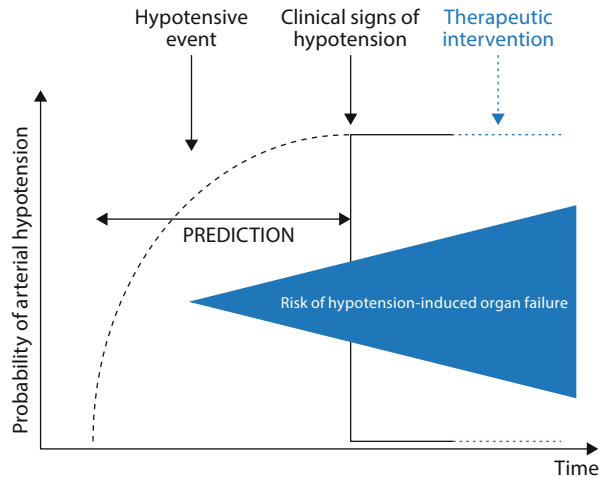 Hypotensive
event
Clinical signs of
hypotension
Therapeutic
intervention
Probability of arterial hypotension
PREDICTION
Risk of hypotension-induced organ failure
Time